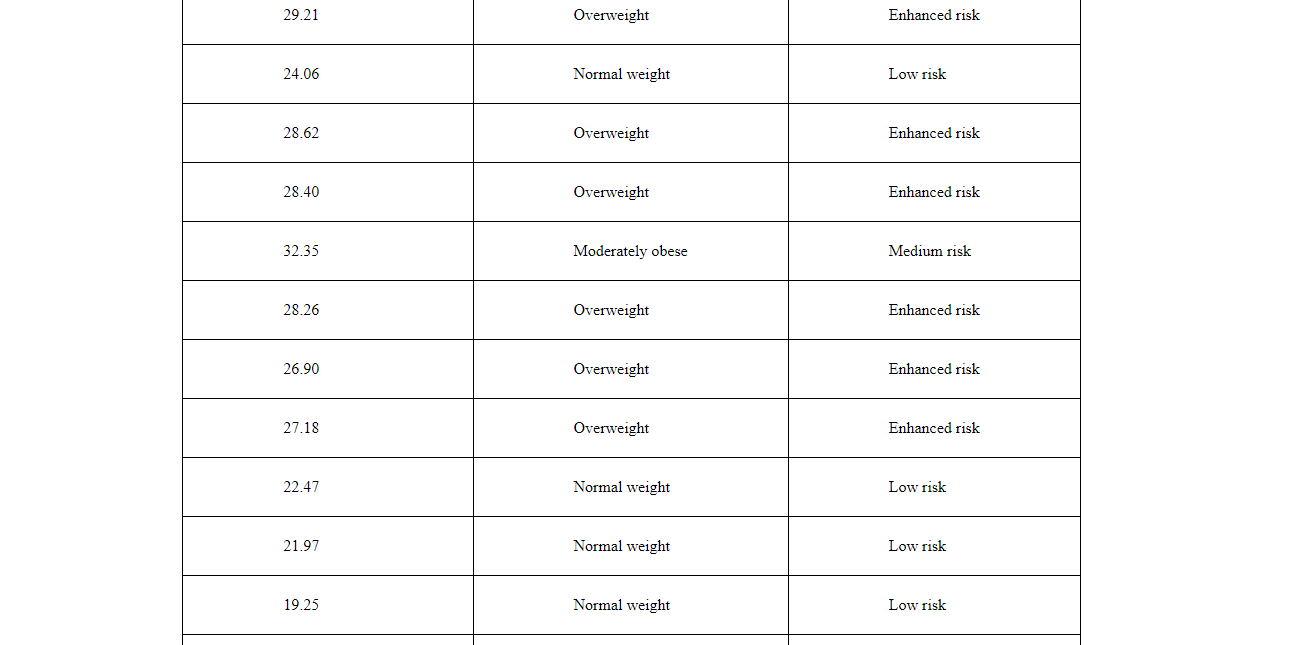 29.21 Overweight Enhanced risk
24.06 Normal weight Low risk
28.62 Overweight Enhanced risk
28.40 Overweight Enhanced risk
32.35 Moderately obese Medium risk
28.26 Overweight Enhanced risk
26.90 Overweight Enhanced risk
27.18 Overweight Enhanced risk
22.47 Normal weight Low risk
21.97 Normal weight Low risk
19.25 Normal weight Low risk